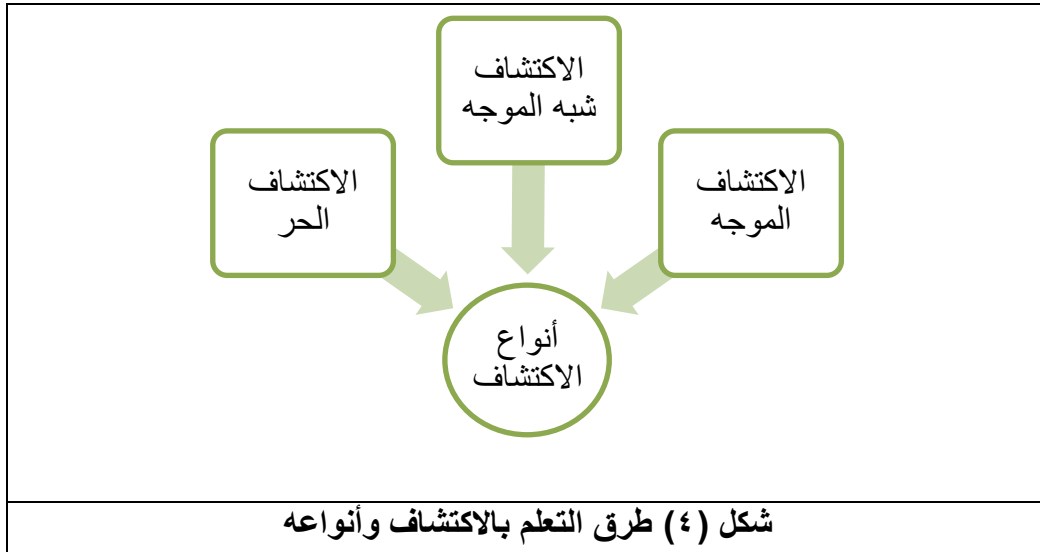 الاكتشاف
شبه الموجه
الاكتشاف
الموجه
الاكتشاف
الحر
أنواع
الاكتشاف
شكل (٤) طرق التعلم بالاكتشاف وأنواعه